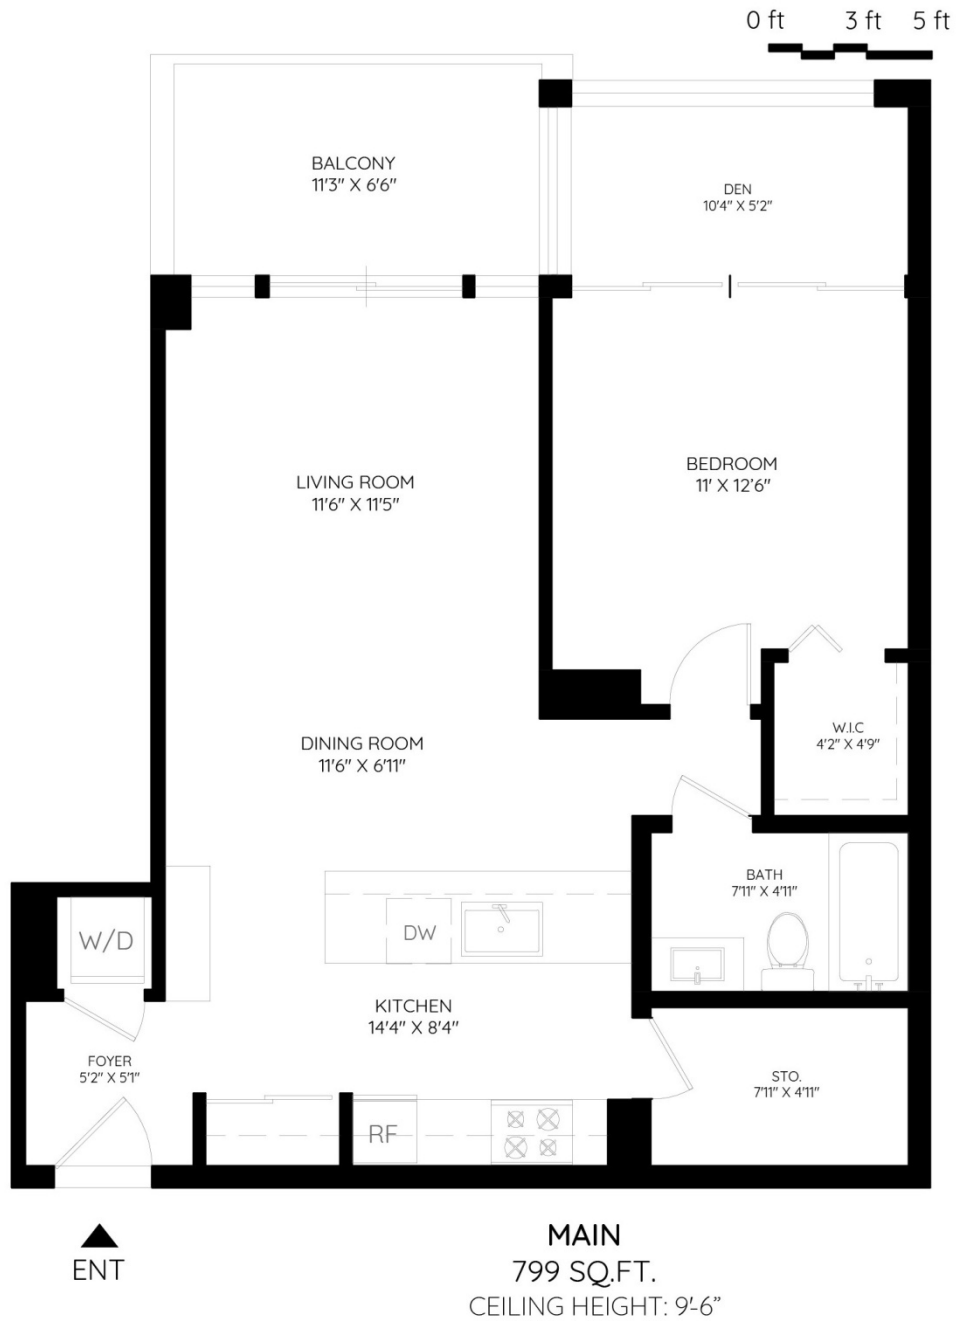 0 ft 3 ft 5 ft
BALCONY
11'3" X 6'6"
DEN
10'4" X 5'2"
LIVING ROOM
11'6" X 11'5"
BEDROOM
11' X 12'6"
DINING ROOM
11'6" X 6'11"
W.I.C
4'2" X 4'9"
BATH
7'11" X 4'11"
W/D
DW
KITCHEN
14'4" X 8'4"
FOYER
5'2" X 5'1"
STO.
7'11" X 4'11"
RF
ENT
MAIN
799 SQ.FT.
CEILING HEIGHT: 9'-6"